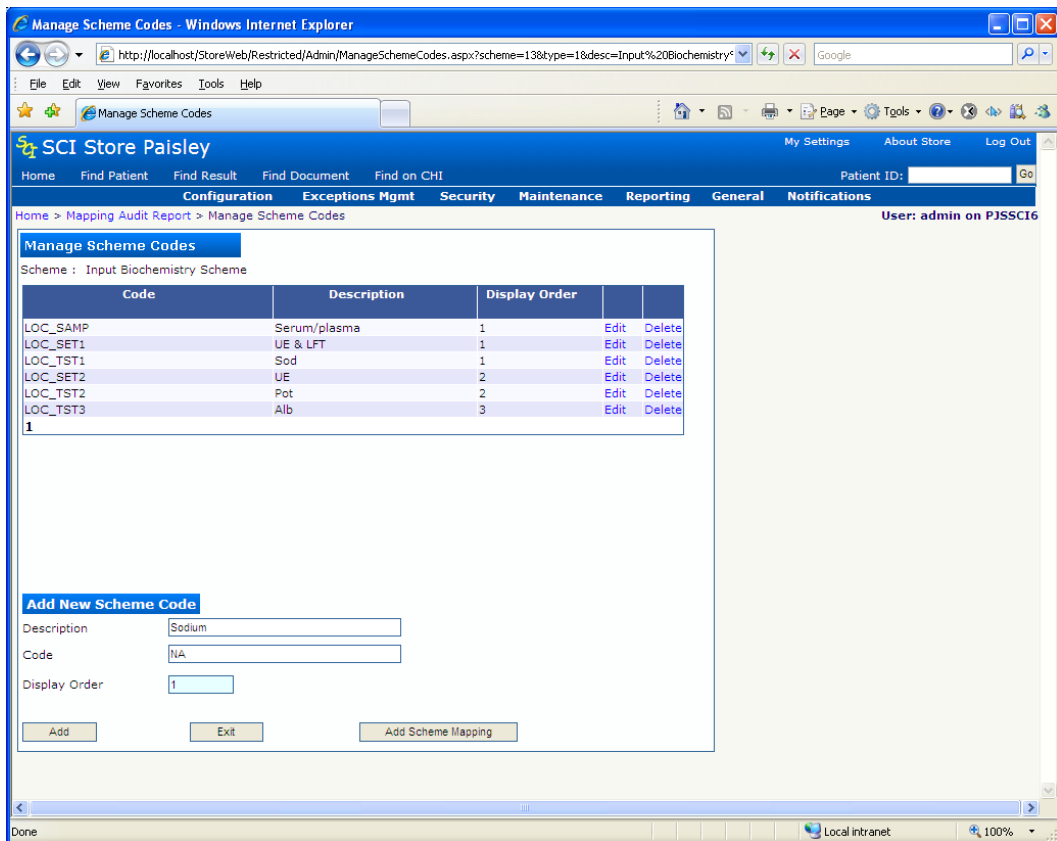 Manage Scheme Codes - Windows Internet Explorer
http://localhost/StoreWeb/Restricted/Admin/ManageSchemeCodes.aspx?scheme=13&type=1&desc=Input%20Biochemistry
Google
File Edit View Favorites Tools Help
Manage Scheme Codes
Page Tools
SCI Store Paisley
My Settings About Store Log Out
Home Find Patient Find Result Find Document Find on CHI Patient ID: Go
Configuration Exceptions Mgmt Security Maintenance Reporting General Notifications
Home > Mapping Audit Report > Manage Scheme Codes User: admin on PJSSCI6
Manage Scheme Codes
Scheme : Input Biochemistry Scheme
Code Description Display Order
LOC_SAMP Serum/plasma 1 Edit Delete
LOC_SET1 UE & LFT 1 Edit Delete
LOC_TST1 Sod 1 Edit Delete
LOC_SET2 UE 2 Edit Delete
LOC_TST2 Pot 2 Edit Delete
LOC_TST3 Alb 3 Edit Delete
1
Add New Scheme Code
Description Sodium
Code NA
Display Order 1
Add Exit Add Scheme Mapping
Done Local intranet 100%